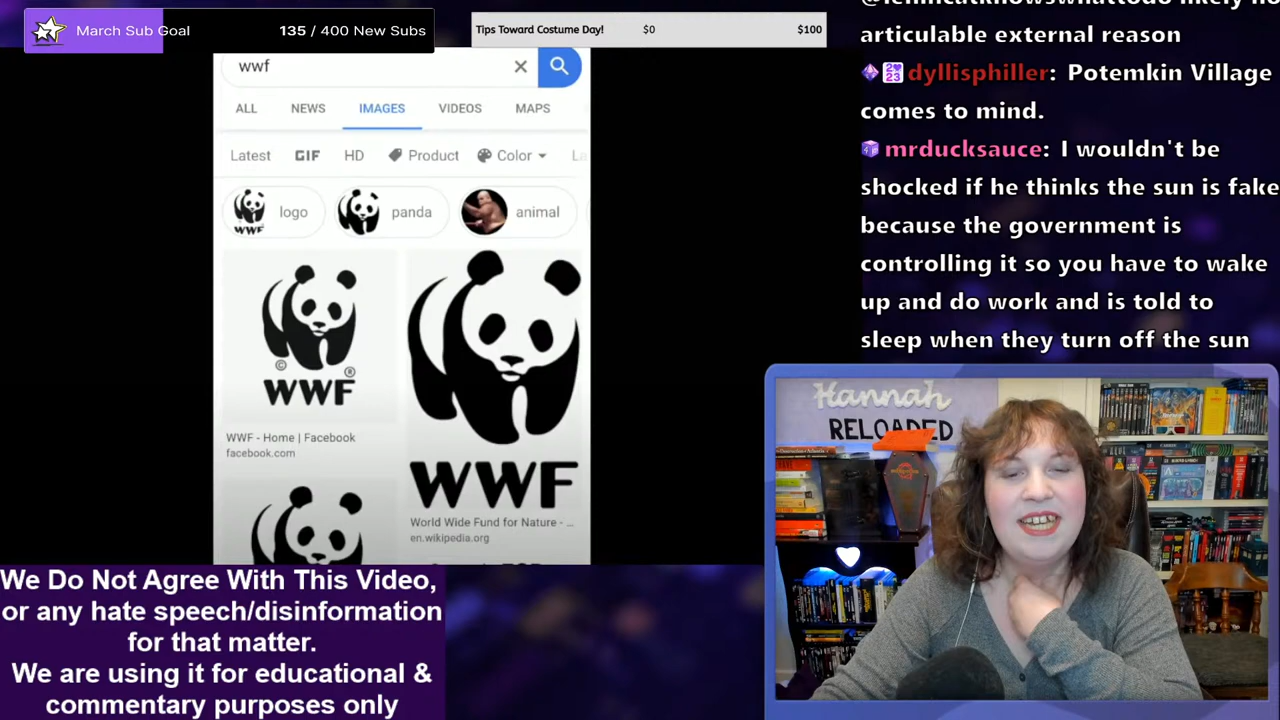 March Sub Goal
135 / 400 New Subs
Tips Toward Costume Day!
$0
$100
wwf
ALL
NEWS
IMAGES
VIDEOS
MAPS
Latest
GIF
HD
Product
Color
La
logo
panda
animal
WWF
© ®
WWF
WWF - Home | Facebook
facebook.com
WWF
World Wide Fund for Nature - ...
en.wikipedia.org
We Do Not Agree With This Video,
or any hate speech/disinformation
for that matter.
We are using it for educational &
commentary purposes only
articulable external reason
dyllisphiller: Potemkin Village
comes to mind.
mrducksauce: I wouldn't be
shocked if he thinks the sun is fake
because the government is
controlling it so you have to wake
up and do work and is told to
sleep when they turn off the sun
Hannah
RELOADED